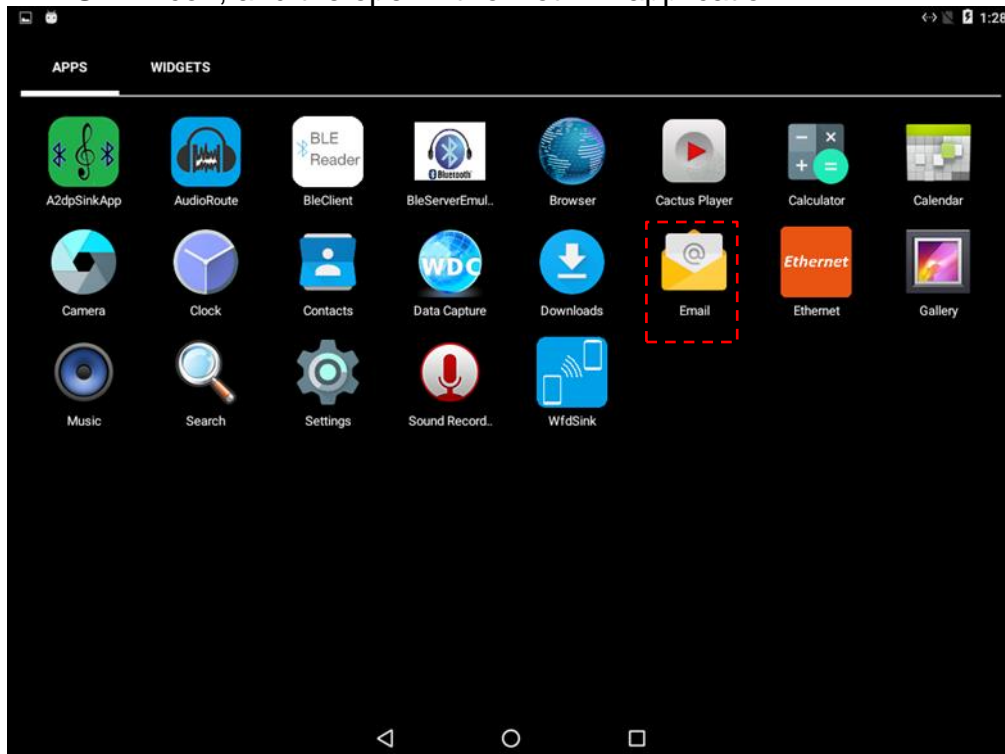 1:28
APPS WIDGETS
BLE
Reader
Bluetooth
A2dpSinkApp AudioRoute BleClient BleServerEmul.. Browser Cactus Player Calculator Calendar
WDC
@
Ethernet
Camera Clock Contacts Data Capture Downloads Email Ethernet Gallery
Music Search Settings Sound Record.. WfdSink